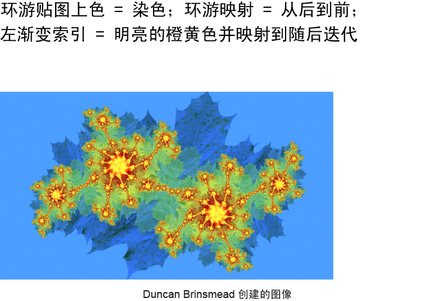 环游贴图上色 = 染色；环游映射 = 从后到前；
左渐变索引 = 明亮的橙黄色并映射到随后迭代
Duncan Brinsmead 创建的图像